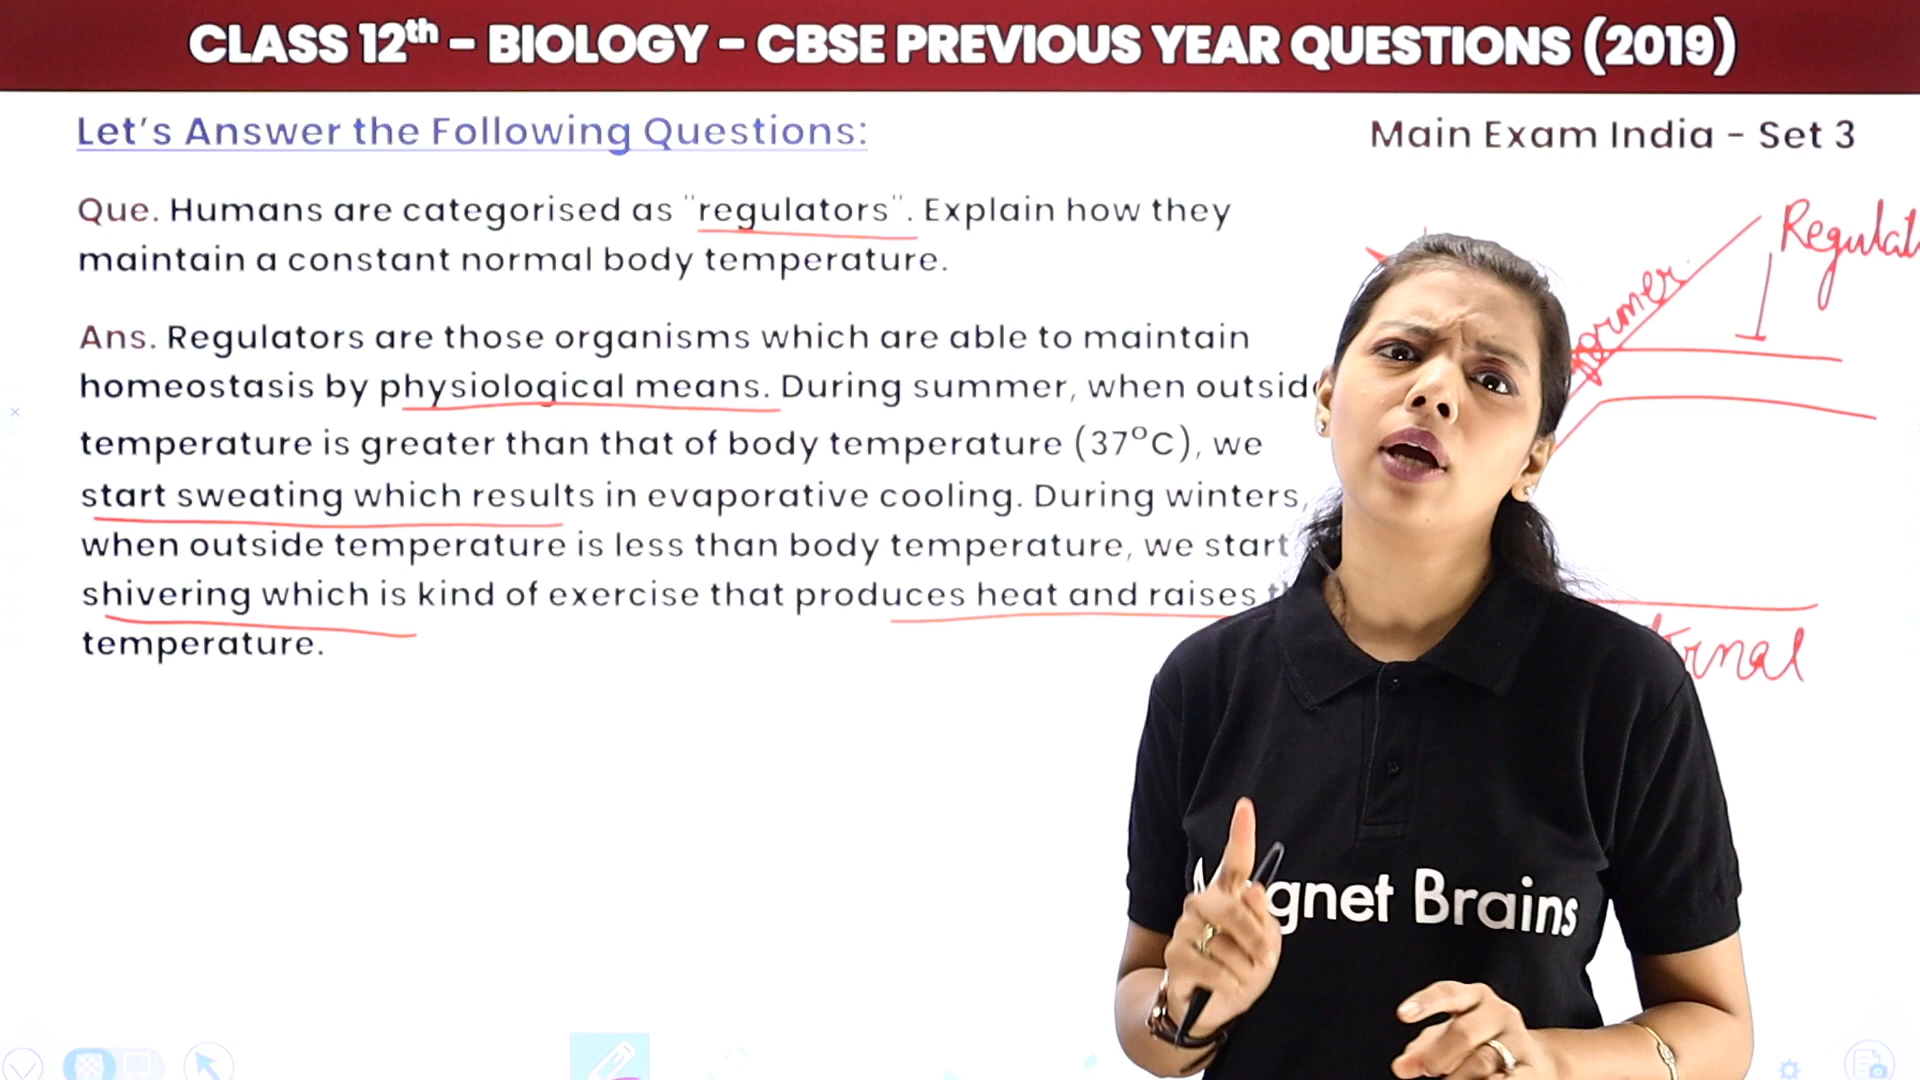 CLASS 12th – BIOLOGY – CBSE PREVIOUS YEAR QUESTIONS (2019)
Let's Answer the Following Questions:
Main Exam India - Set 3
Que. Humans are categorised as "regulators". Explain how they
maintain a constant normal body temperature.
Ans. Regulators are those organisms which are able to maintain
homeostasis by physiological means. During summer, when outsid
temperature is greater than that of body temperature (37°C), we
start sweating which results in evaporative cooling. During winters,
when outside temperature is less than body temperature, we start
shivering which is kind of exercise that produces heat and raises
temperature.
Regulat
ormer
rnal
gnet Brains